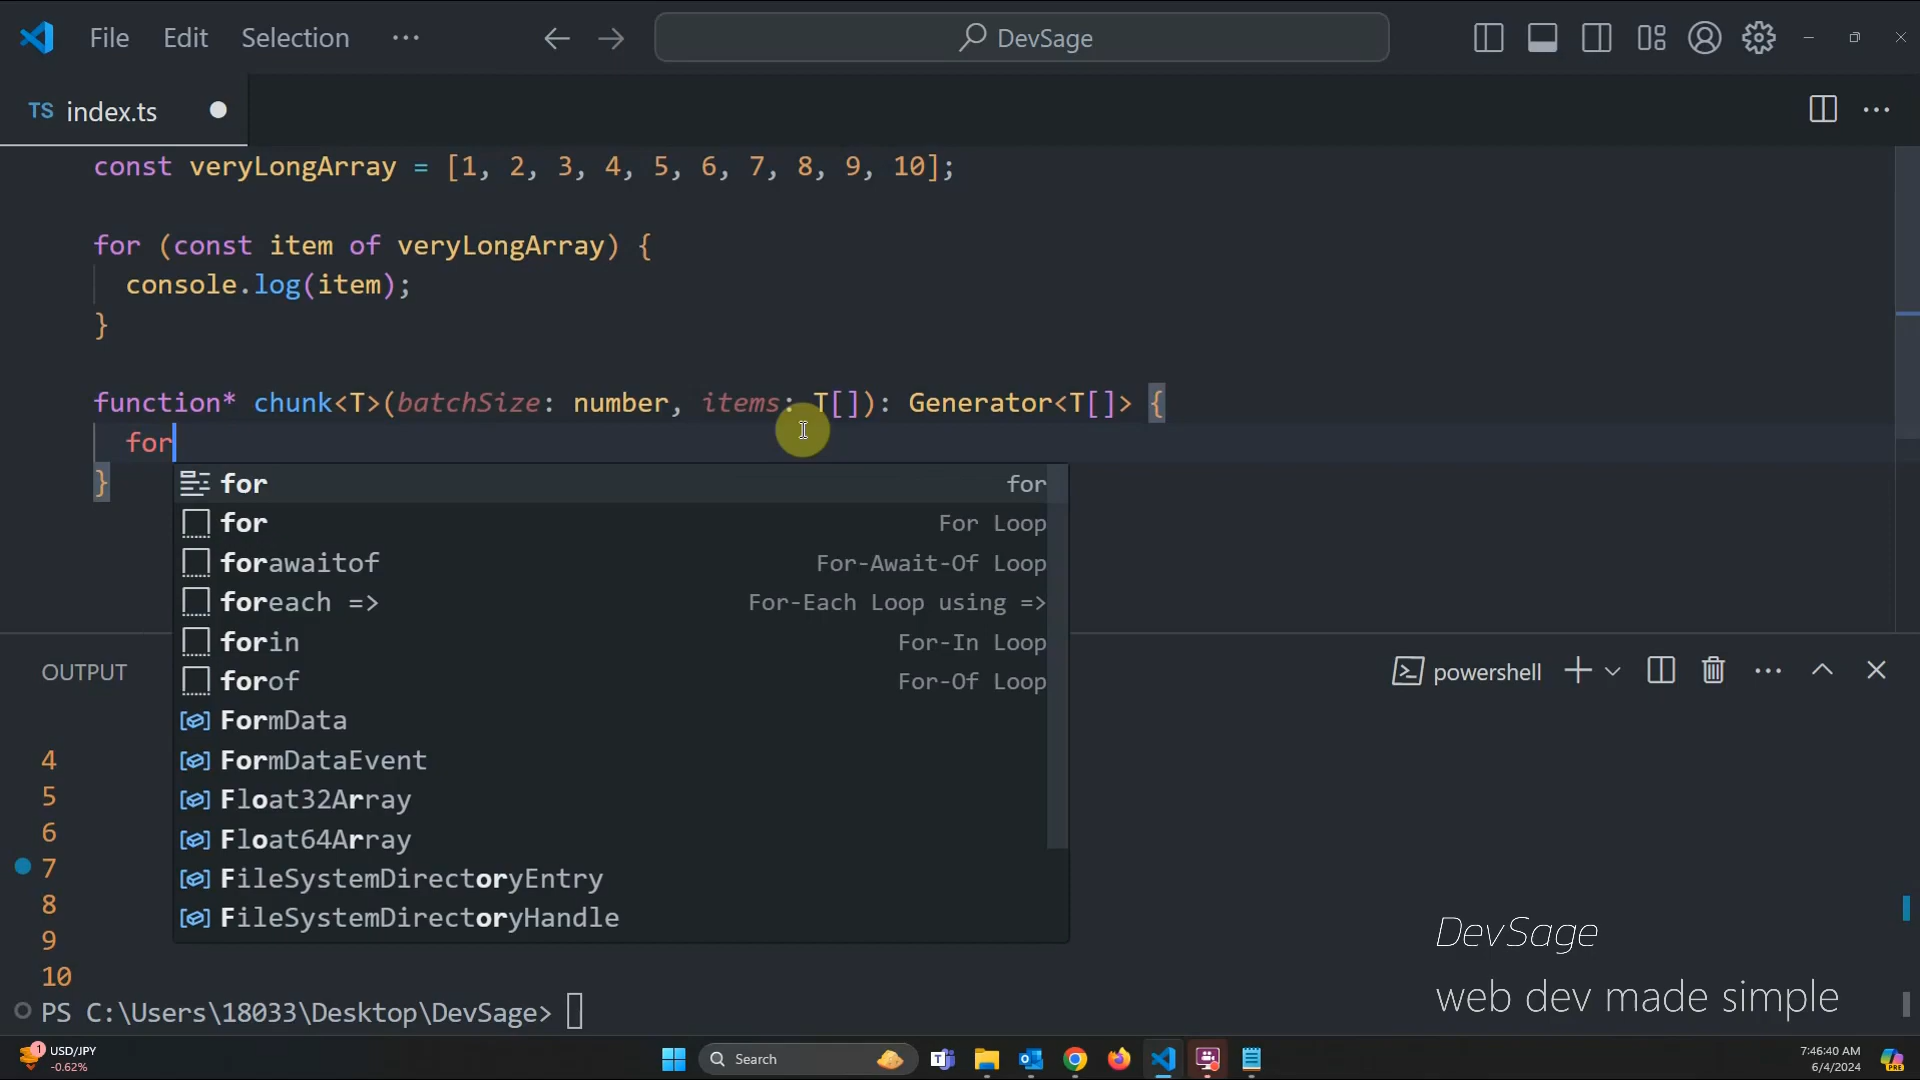 File Edit Selection ··· DevSage
TS index.ts
const veryLongArray = [1, 2, 3, 4, 5, 6, 7, 8, 9, 10];
for (const item of veryLongArray) {
console.log(item);
}
function* chunk<T>(batchSize: number, items: T[]): Generator<T[]> {
for
}
for for
for For Loop
forawaitof For-Await-Of Loop
foreach => For-Each Loop using =>
forin For-In Loop
forof For-Of Loop
FormData
FormDataEvent
Float32Array
Float64Array
FileSystemDirectoryEntry
FileSystemDirectoryHandle
OUTPUT powershell
4
5
6
7
8
9
10
PS C:\Users\18033\Desktop\DevSage>
DevSage
web dev made simple
1 USD/JPY
-0.62%
Search
7:46:40 AM
6/4/2024
PRE